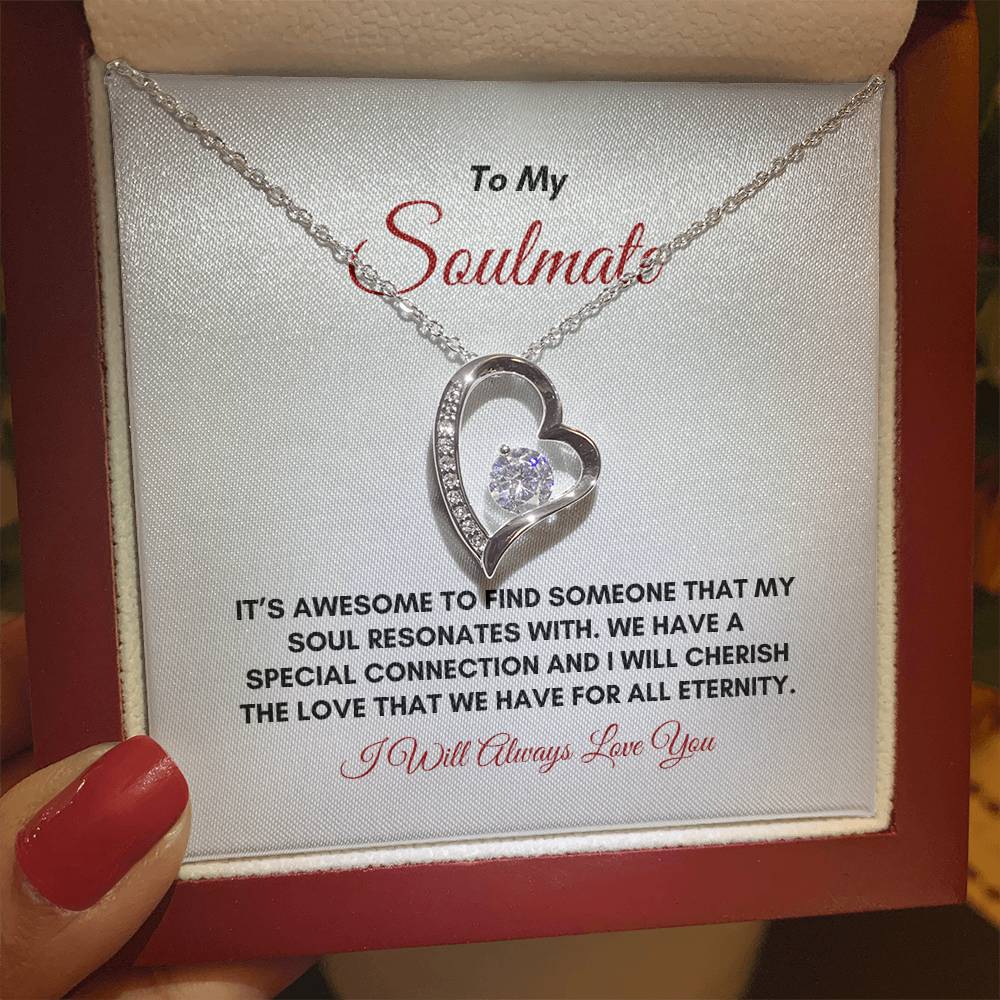 To My
Soulmate
IT’S AWESOME TO FIND SOMEONE THAT MY
SOUL RESONATES WITH. WE HAVE A
SPECIAL CONNECTION AND I WILL CHERISH
THE LOVE THAT WE HAVE FOR ALL ETERNITY.
I Will Always Love You